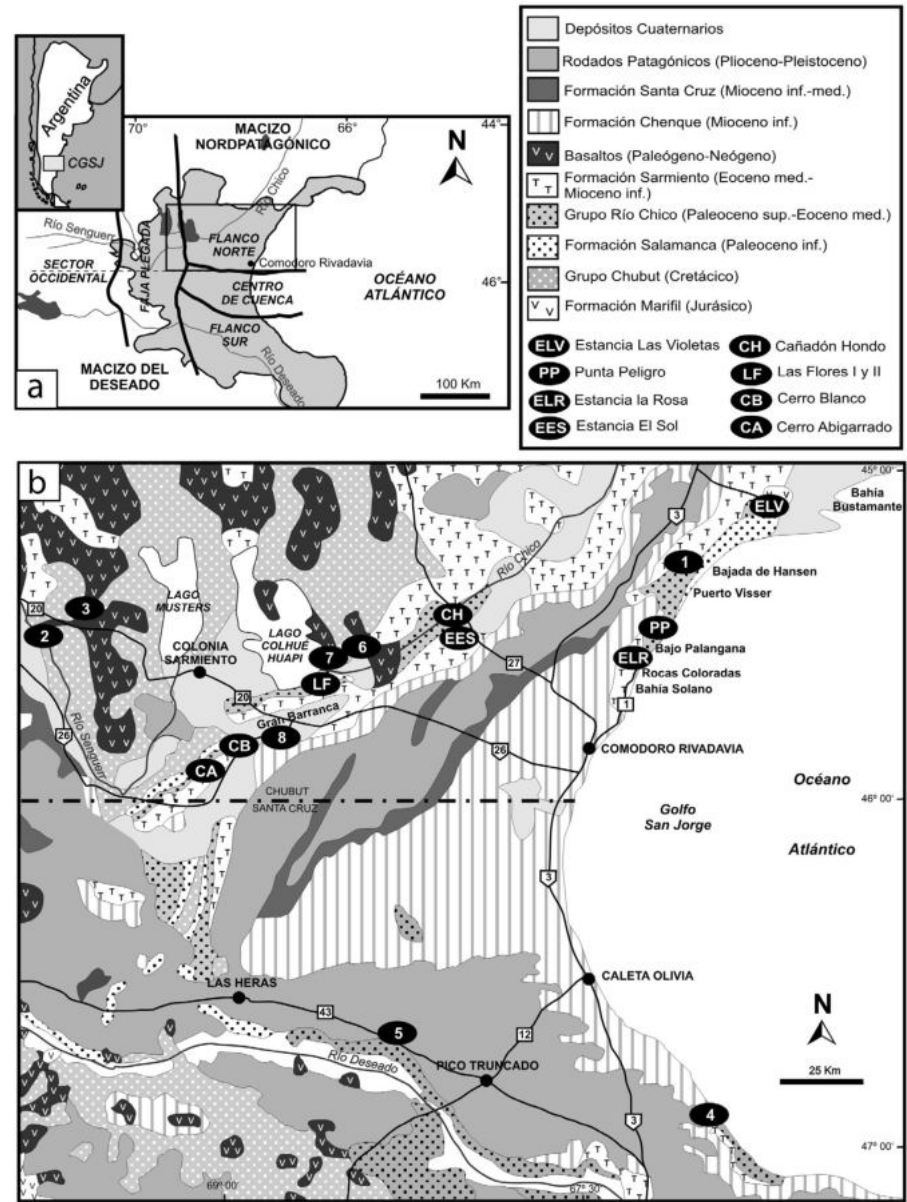 Argentina
CGSJ
70°
66°
44°
MACIZO
NORDPATAGÓNICO
N
Río Chico
Río Senguerr
FLANCO
NORTE
FAJA PLEGADA
Comodoro Rivadavia
SECTOR
OCCIDENTAL
CENTRO
DE CUENCA
OCÉANO
ATLÁNTICO
46°
FLANCO
SUR
Río Deseado
MACIZO DEL
DESEADO
100 Km
a
Depósitos Cuaternarios
Rodados Patagónicos (Plioceno-Pleistoceno)
Formación Santa Cruz (Mioceno inf.-med.)
Formación Chenque (Mioceno inf.)
Basaltos (Paleógeno-Neógeno)
Formación Sarmiento (Eoceno med.-
Mioceno inf.)
Grupo Río Chico (Paleoceno sup.-Eoceno med.)
Formación Salamanca (Paleoceno inf.)
Grupo Chubut (Cretácico)
Formación Marifil (Jurásico)
ELV Estancia Las Violetas
CH Cañadón Hondo
PP Punta Peligro
LF Las Flores I y II
ELR Estancia la Rosa
CB Cerro Blanco
EES Estancia El Sol
CA Cerro Abigarrado
b
45° 00'
3
ELV
Bahía
Bustamante
Río Chico
1
Bajada de Hansen
Puerto Visser
LAGO
MUSTERS
20
3
2
CH
EES
PP
Bajo Palangana
LAGO
COLHUÉ
HUAPI
COLONIA
SARMIENTO
7
6
27
ELR
Rocas Coloradas
Bahía Solano
LF
20
1
Gran Barranca
26
Río Senguerr
CB
8
26
COMODORO RIVADAVIA
CA
Océano
CHUBUT
SANTA CRUZ
46° 00'
Golfo
San Jorge
Atlántico
3
LAS HERAS
CALETA OLIVIA
43
5
12
N
Río Deseado
PICO TRUNCADO
25 Km
3
4
47° 00'
69° 00'
67° 30'